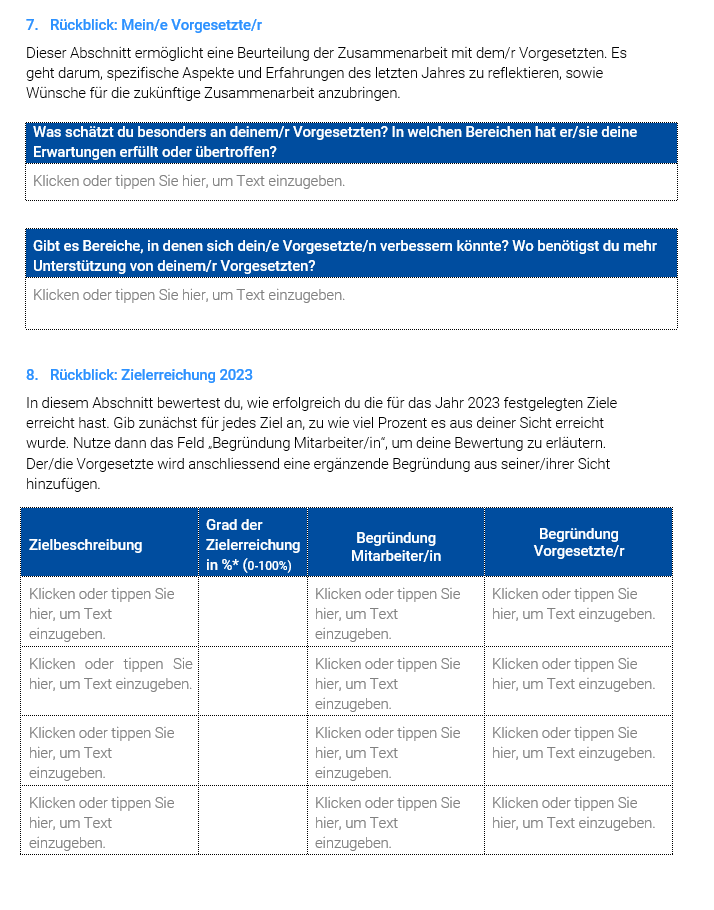 7. Rückblick: Mein/e Vorgesetzte/r
Dieser Abschnitt ermöglicht eine Beurteilung der Zusammenarbeit mit dem/r Vorgesetzten. Es
geht darum, spezifische Aspekte und Erfahrungen des letzten Jahres zu reflektieren, sowie
Wünsche für die zukünftige Zusammenarbeit anzubringen.
Was schätzt du besonders an deinem/r Vorgesetzten? In welchen Bereichen hat er/sie deine
Erwartungen erfüllt oder übertroffen?
Klicken oder tippen Sie hier, um Text einzugeben.
Gibt es Bereiche, in denen sich dein/e Vorgesetzte/n verbessern könnte? Wo benötigst du mehr
Unterstützung von deinem/r Vorgesetzten?
Klicken oder tippen Sie hier, um Text einzugeben.
8. Rückblick: Zielerreichung 2023
In diesem Abschnitt bewertest du, wie erfolgreich du die für das Jahr 2023 festgelegten Ziele
erreicht hast. Gib zunächst für jedes Ziel an, zu wie viel Prozent es aus deiner Sicht erreicht
wurde. Nutze dann das Feld „Begründung Mitarbeiter/in“, um deine Bewertung zu erläutern.
Der/die Vorgesetzte wird anschliessend eine ergänzende Begründung aus seiner/ihrer Sicht
hinzufügen.
Zielbeschreibung
Grad der
Zielerreichung
in %* (0-100%)
Begründung
Mitarbeiter/in
Begründung
Vorgesetzte/r
Klicken oder tippen Sie
hier, um Text
einzugeben.
Klicken oder tippen Sie
hier, um Text
einzugeben.
Klicken oder tippen Sie
hier, um Text einzugeben.
Klicken oder tippen Sie
hier, um Text einzugeben.
Klicken oder tippen Sie
hier, um Text
einzugeben.
Klicken oder tippen Sie
hier, um Text einzugeben.
Klicken oder tippen Sie
hier, um Text
einzugeben.
Klicken oder tippen Sie
hier, um Text
einzugeben.
Klicken oder tippen Sie
hier, um Text einzugeben.
Klicken oder tippen Sie
hier, um Text
einzugeben.
Klicken oder tippen Sie
hier, um Text
einzugeben.
Klicken oder tippen Sie
hier, um Text einzugeben.